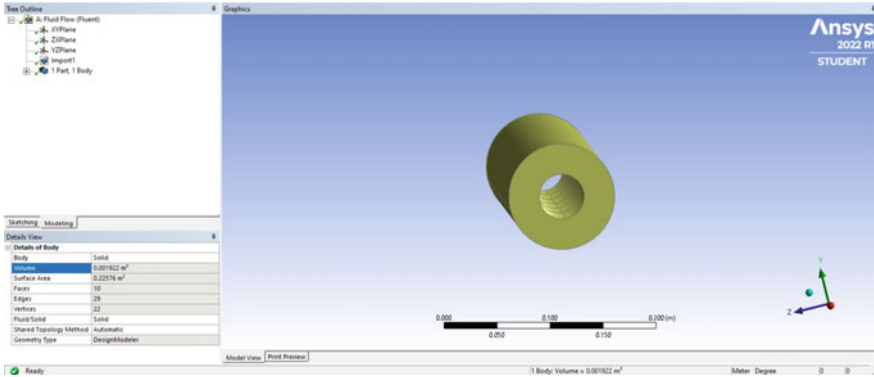 Tree Outline
A: Fluid Flow (Fluent)
XYPlane
ZXPlane
YZPlane
Import1
1 Part, 1 Body
Sketching Modeling
Details View
Details of Body
Body Solid
Volume 0.001922 m³
Surface Area 0.22576 m²
Faces 10
Edges 29
Vertices 22
Fluid/Solid Solid
Shared Topology Method Automatic
Geometry Type DesignModeler
Graphics
Ansys
2022 R1
STUDENT
0.000 0.100 0.200 (m)
0.050 0.150
Y
Z
Model View Print Preview
Ready 1 Body: Volume = 0.001922 m³ Meter Degree 0 0